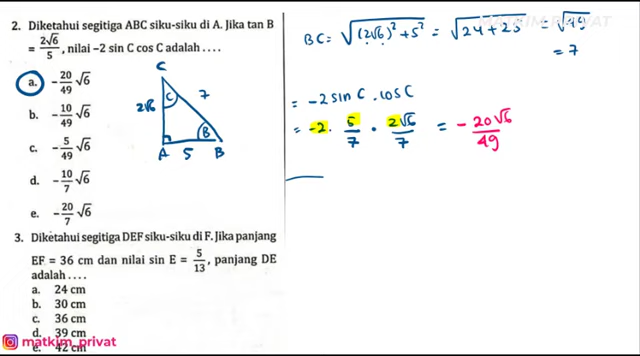 MATKIM PRIVAT
2. Diketahui segitiga ABC siku-siku di A. Jika tan B
= 2√6/5, nilai -2 sin C cos C adalah ....
a. -20/49 √6
b. -10/49 √6
c. -5/49 √6
d. -10/7 √6
e. -20/7 √6
C
C
2√6
7
B
A 5 B
BC = √((2√6)² + 5²) = √(24 + 25) = √49
= 7
= -2 sin C . cos C
= -2 . 5/7 . 2√6/7 = -20√6/49
3. Diketahui segitiga DEF siku-siku di F. Jika panjang
EF = 36 cm dan nilai sin E = 5/13, panjang DE
adalah ....
a. 24 cm
b. 30 cm
c. 36 cm
d. 39 cm
e. 42 cm
matkim_privat